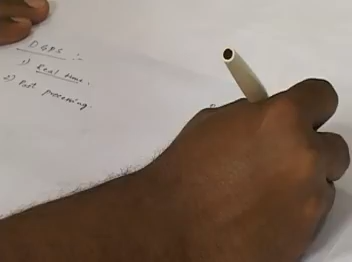 DGPS :-
1) Real time.
2) Post processing.